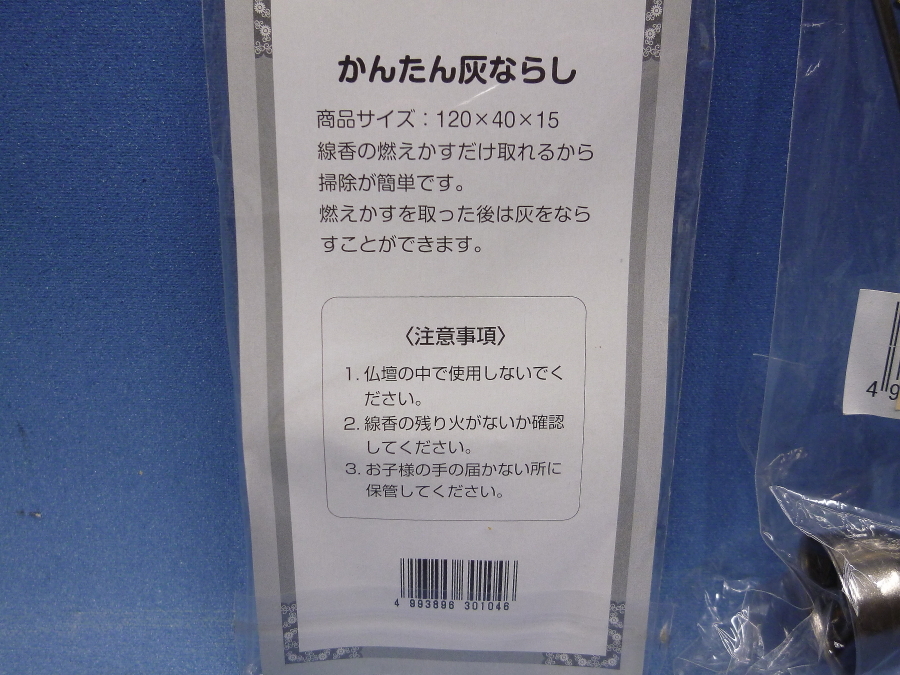 かんたん灰ならし
商品サイズ：120×40×15
線香の燃えかすだけ取れるから
掃除が簡単です。
燃えかすを取った後は灰をなら
すことができます。
〈注意事項〉
1. 仏壇の中で使用しないでく
ださい。
2. 線香の残り火がないか確認
してください。
3. お子様の手の届かない所に
保管してください。
4 993896 301046
4 9